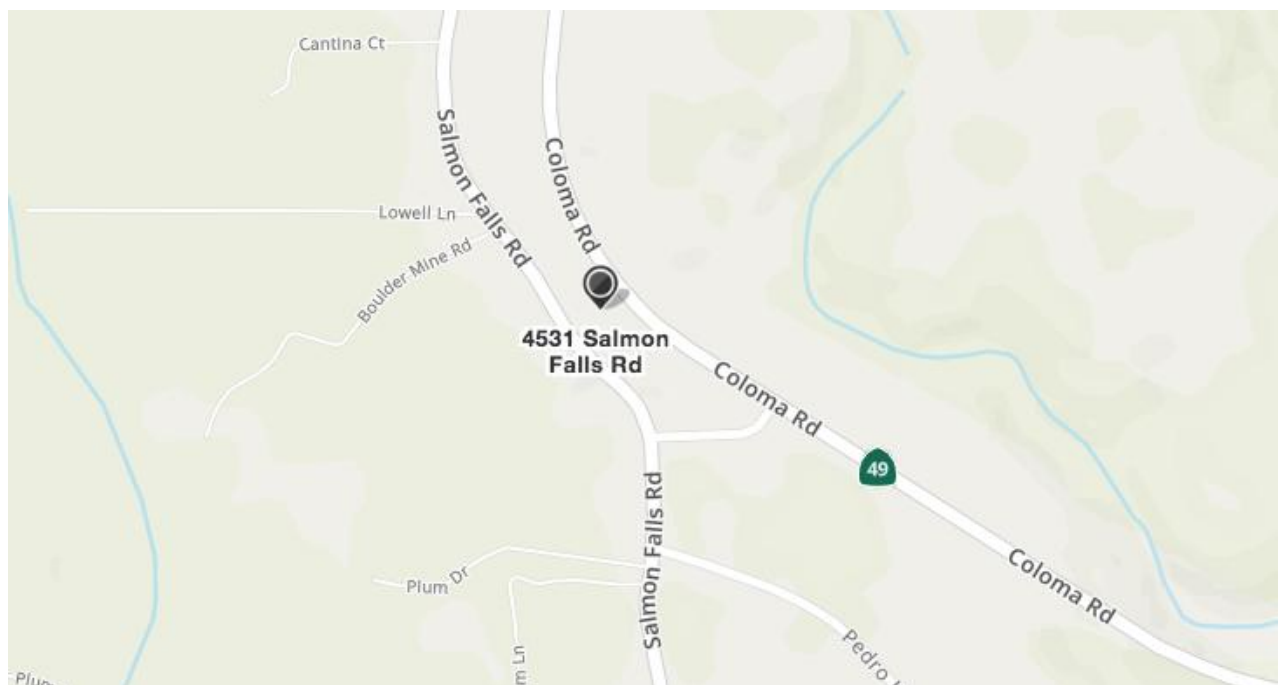 Cantina Ct
Salmon Falls Rd
Coloma Rd
Lowell Ln
Boulder Mine Rd
4531 Salmon
Falls Rd
Coloma Rd
49
Salmon Falls Rd
Coloma Rd
Plum Dr
Pedro